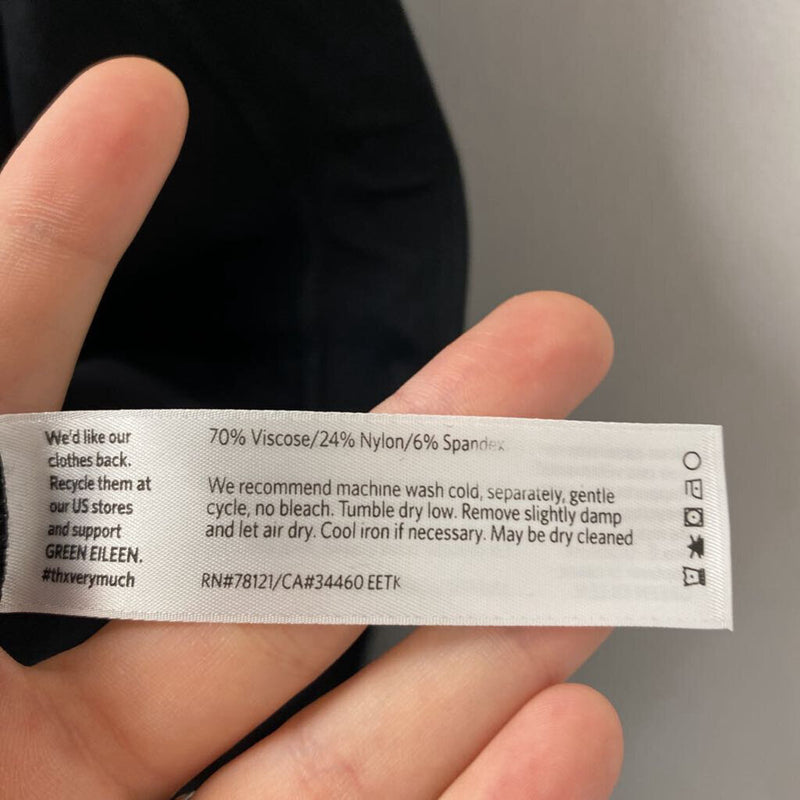 We'd like our
clothes back.
Recycle them at
our US stores
and support
GREEN EILEEN.
#thxverymuch
70% Viscose/24% Nylon/6% Spandex
We recommend machine wash cold, separately, gentle
cycle, no bleach. Tumble dry low. Remove slightly damp
and let air dry. Cool iron if necessary. May be dry cleaned
RN#78121/CA#34460 EETK